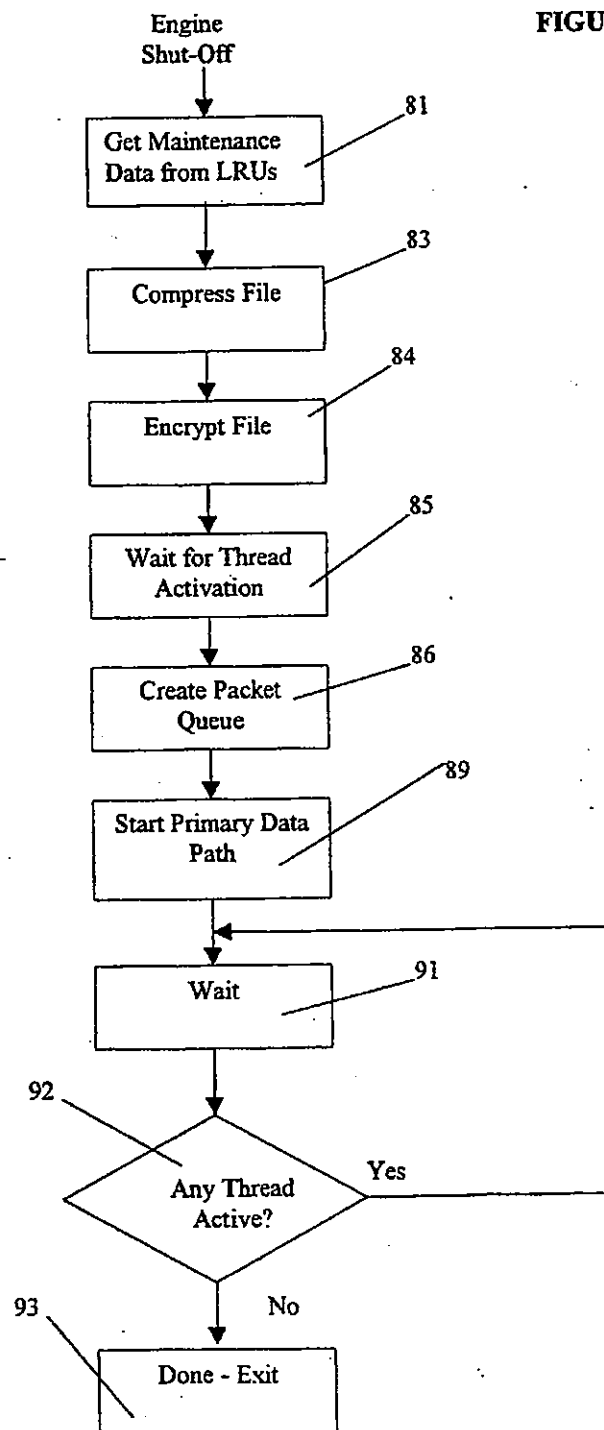 Engine
Shut-Off
FIGU
81
Get Maintenance
Data from LRUs
83
Compress File
84
Encrypt File
85
Wait for Thread
Activation
86
Create Packet
Queue
89
Start Primary Data
Path
91
Wait
92
Any Thread
Active?
Yes
No
93
Done - Exit